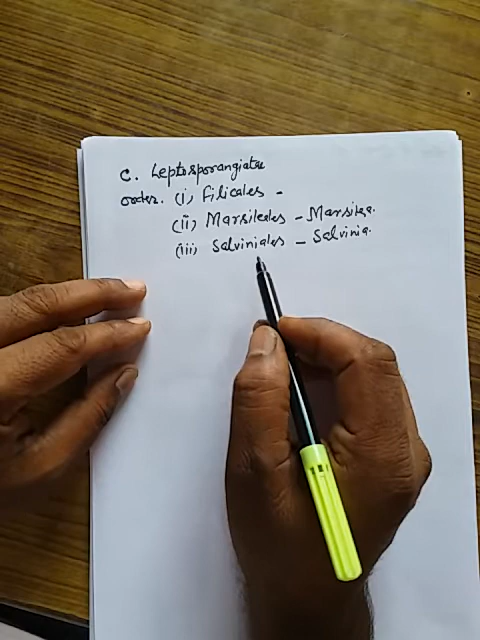 C. Leptosporangiatae
order. (i) Filicales -
(ii) Marsileales - Marsilea.
(iii) Salviniales - Salvinia.